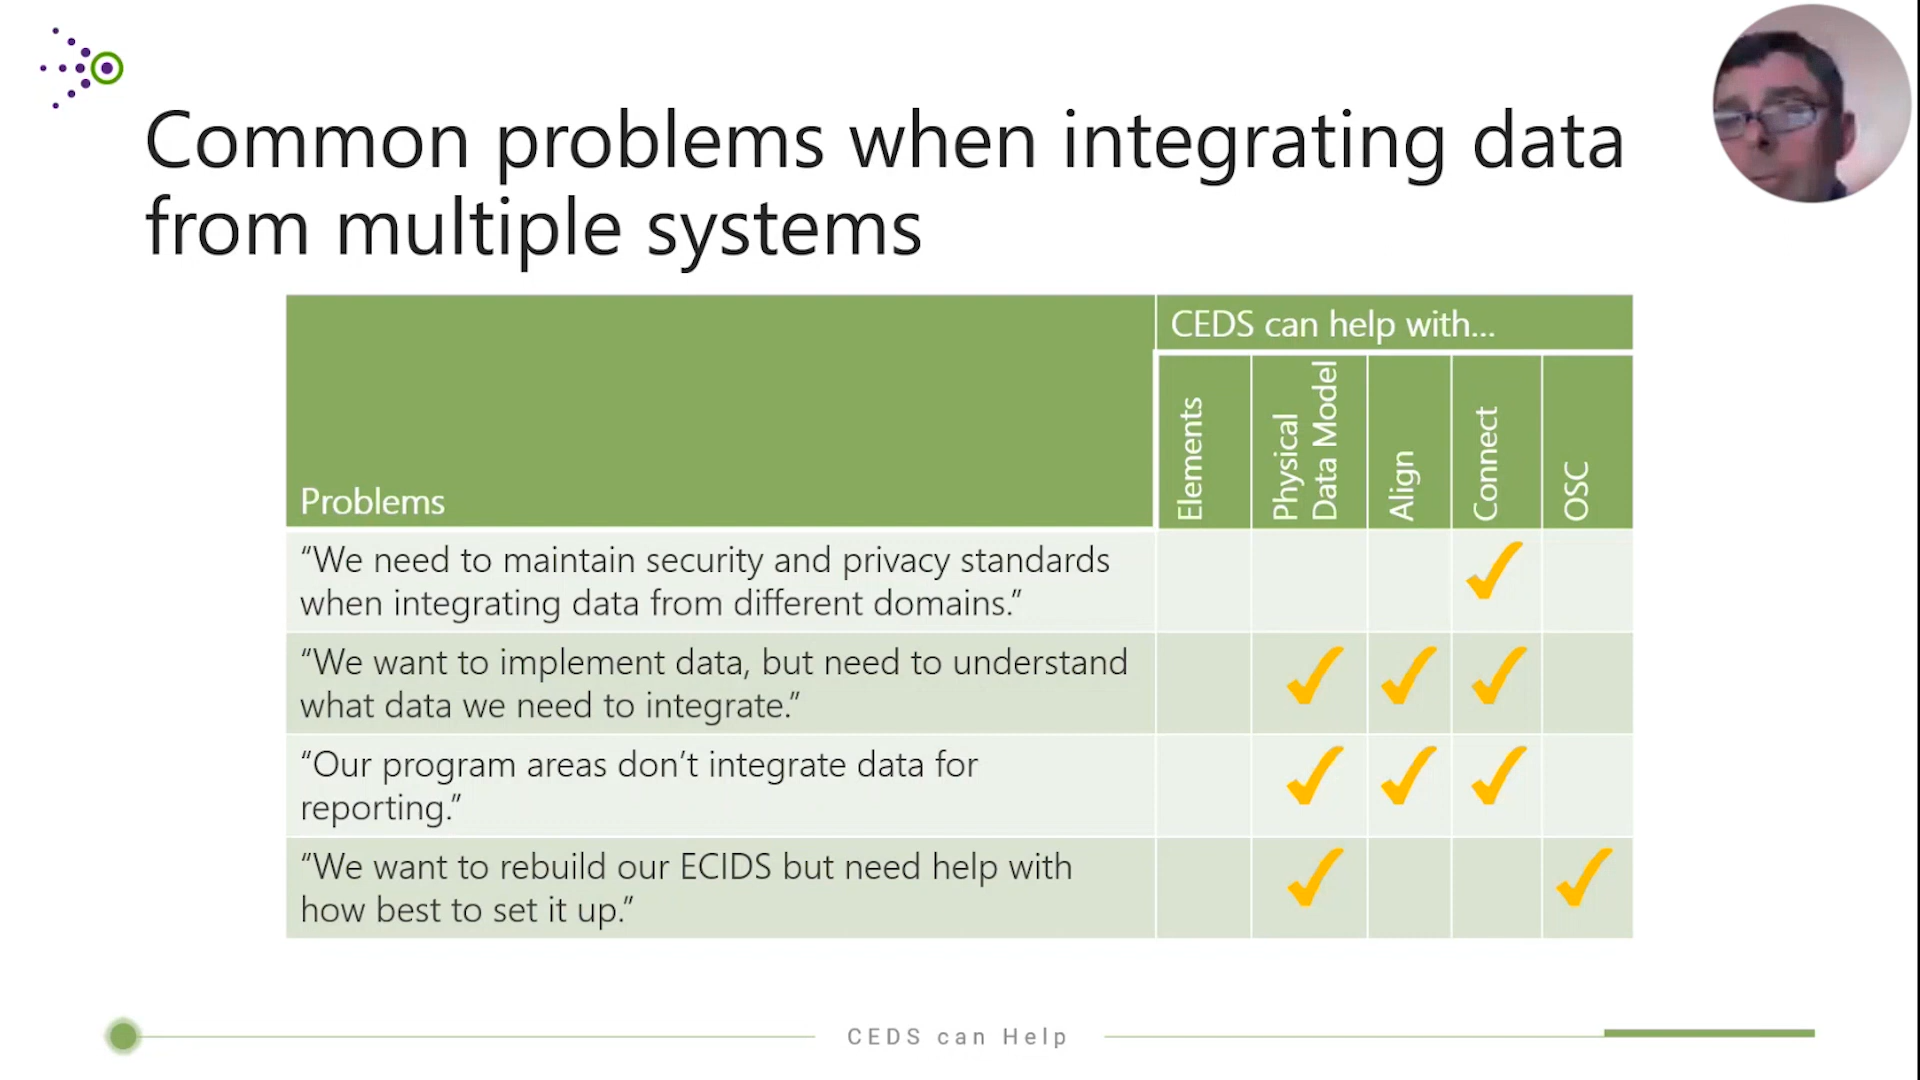 Common problems when integrating data
from multiple systems
CEDS can help with...
Problems
Elements
Physical
Data Model
Align
Connect
OSC
“We need to maintain security and privacy standards
when integrating data from different domains.”
“We want to implement data, but need to understand
what data we need to integrate.”
“Our program areas don’t integrate data for
reporting.”
“We want to rebuild our ECIDS but need help with
how best to set it up.”
CEDS can Help